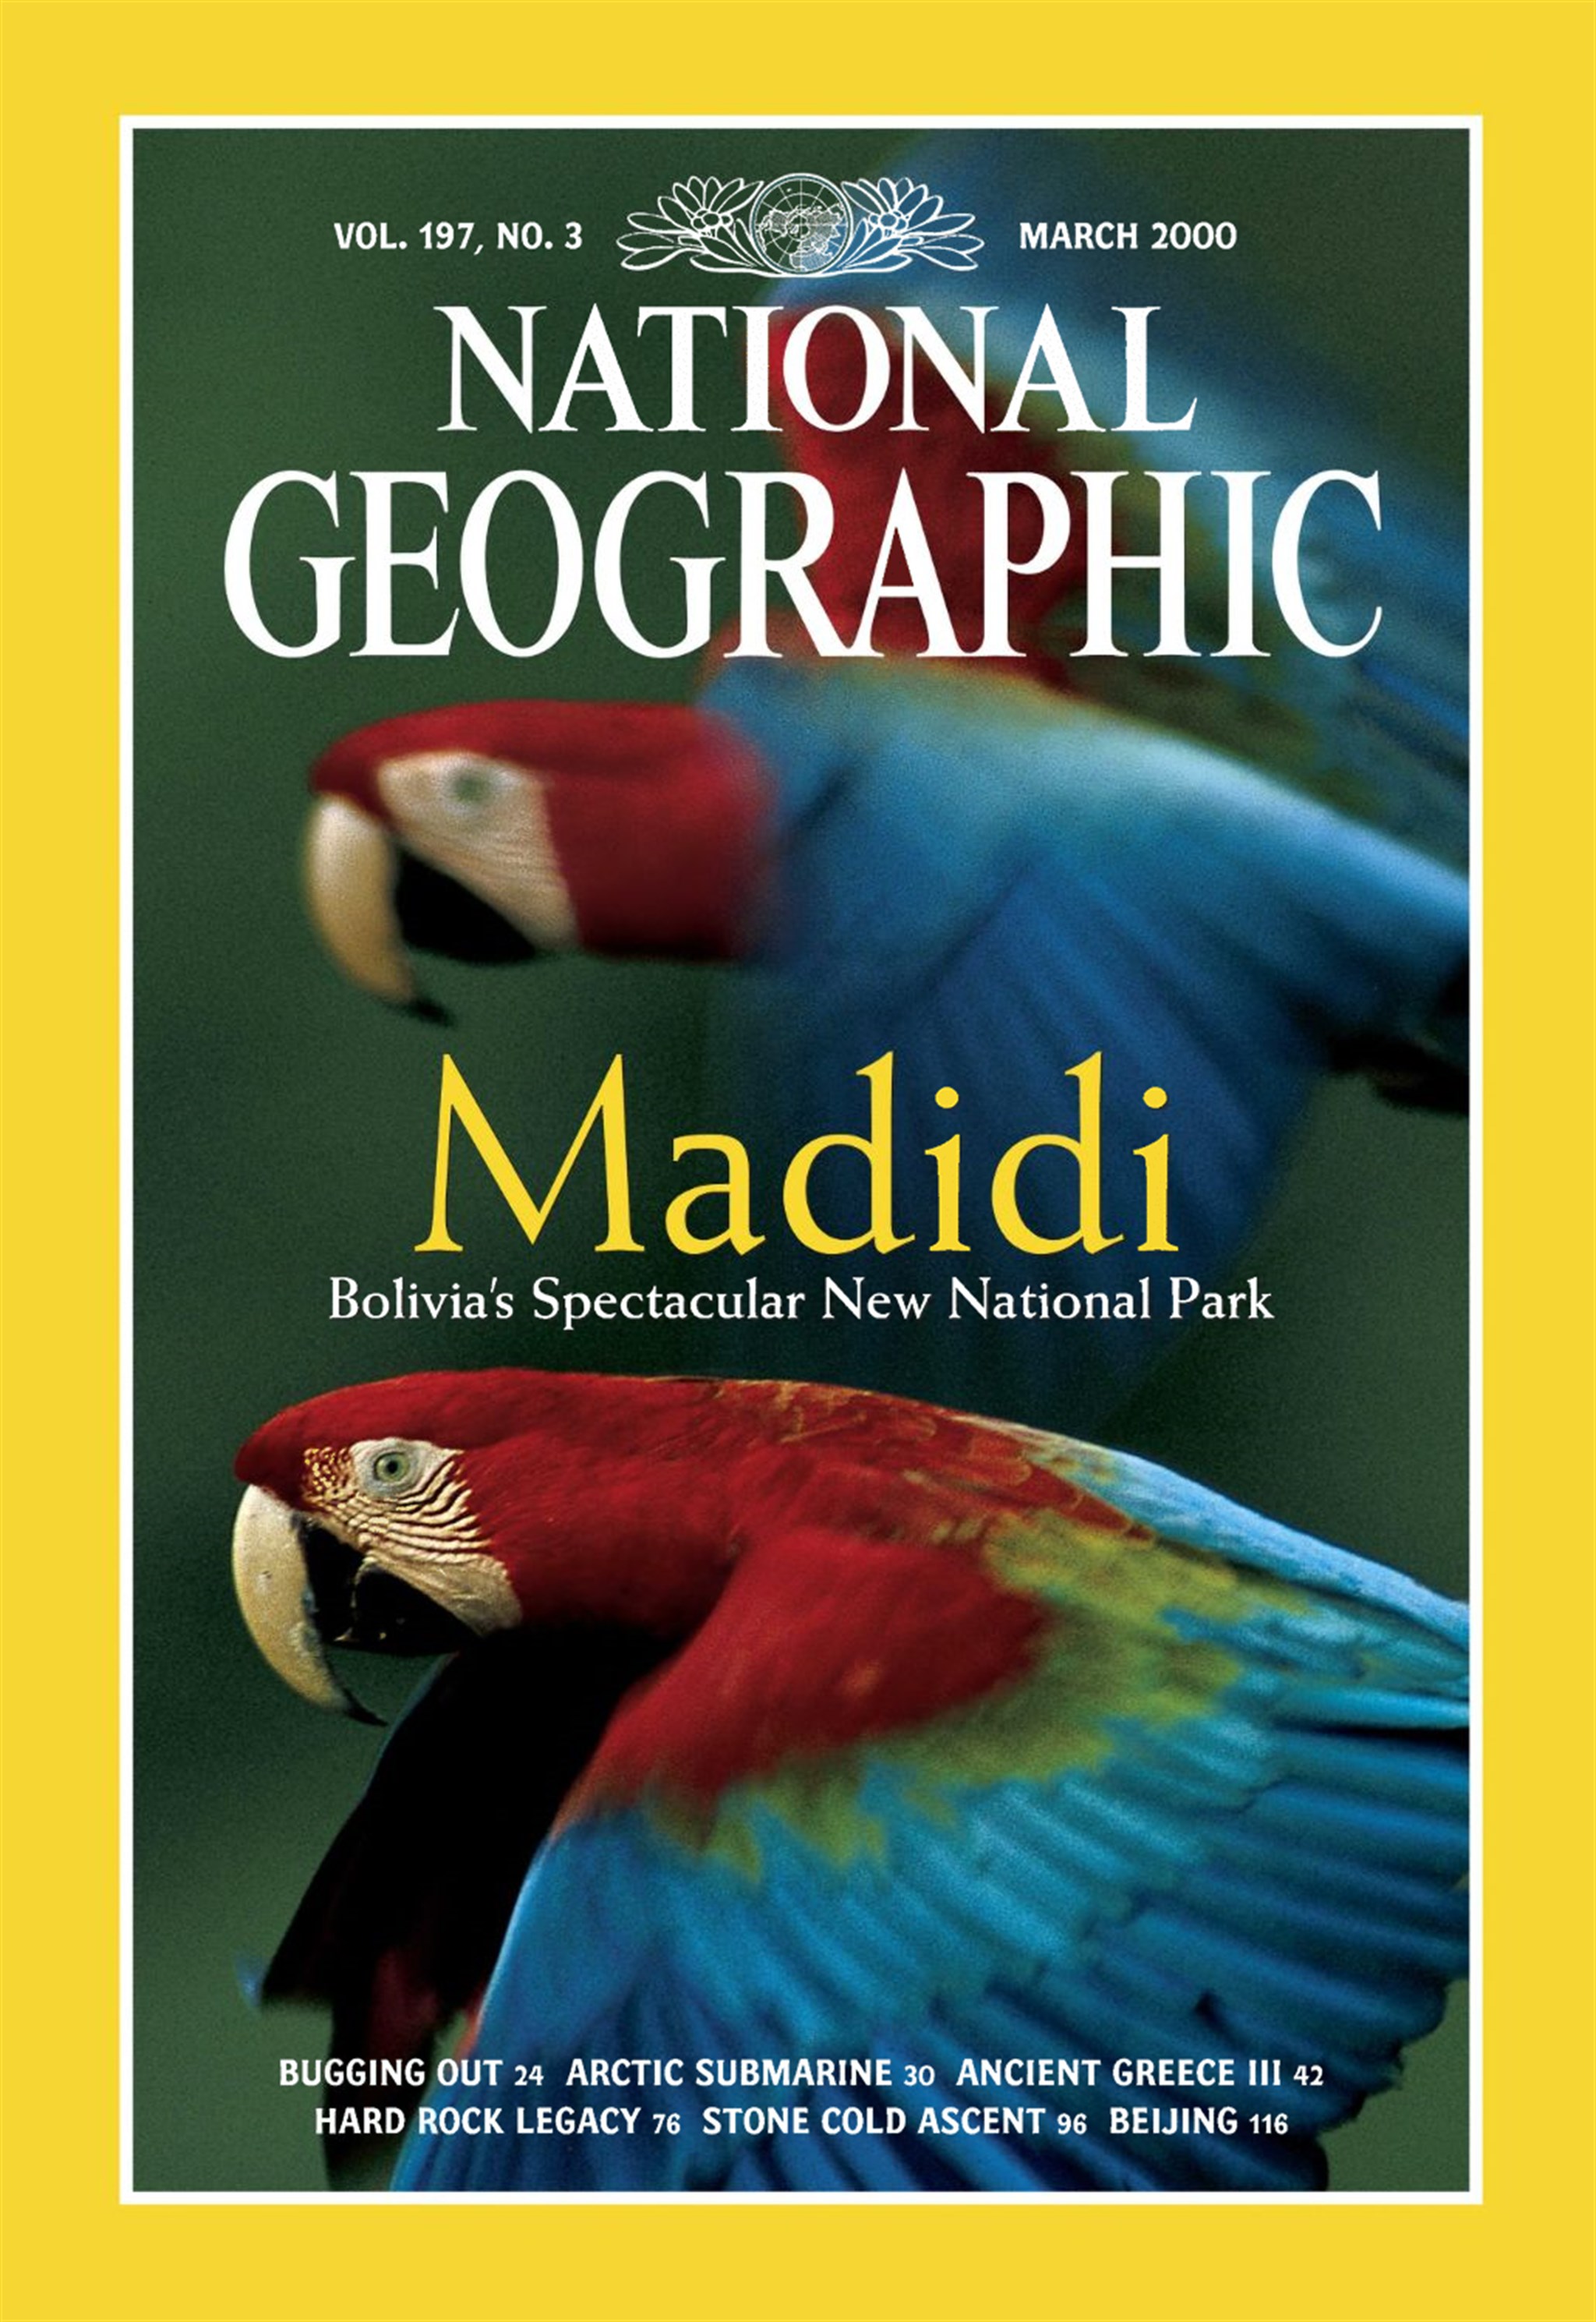 VOL. 197, NO. 3 MARCH 2000
NATIONAL
GEOGRAPHIC
Madidi
Bolivia's Spectacular New National Park
BUGGING OUT 24 ARCTIC SUBMARINE 30 ANCIENT GREECE III 42
HARD ROCK LEGACY 76 STONE COLD ASCENT 96 BEIJING 116